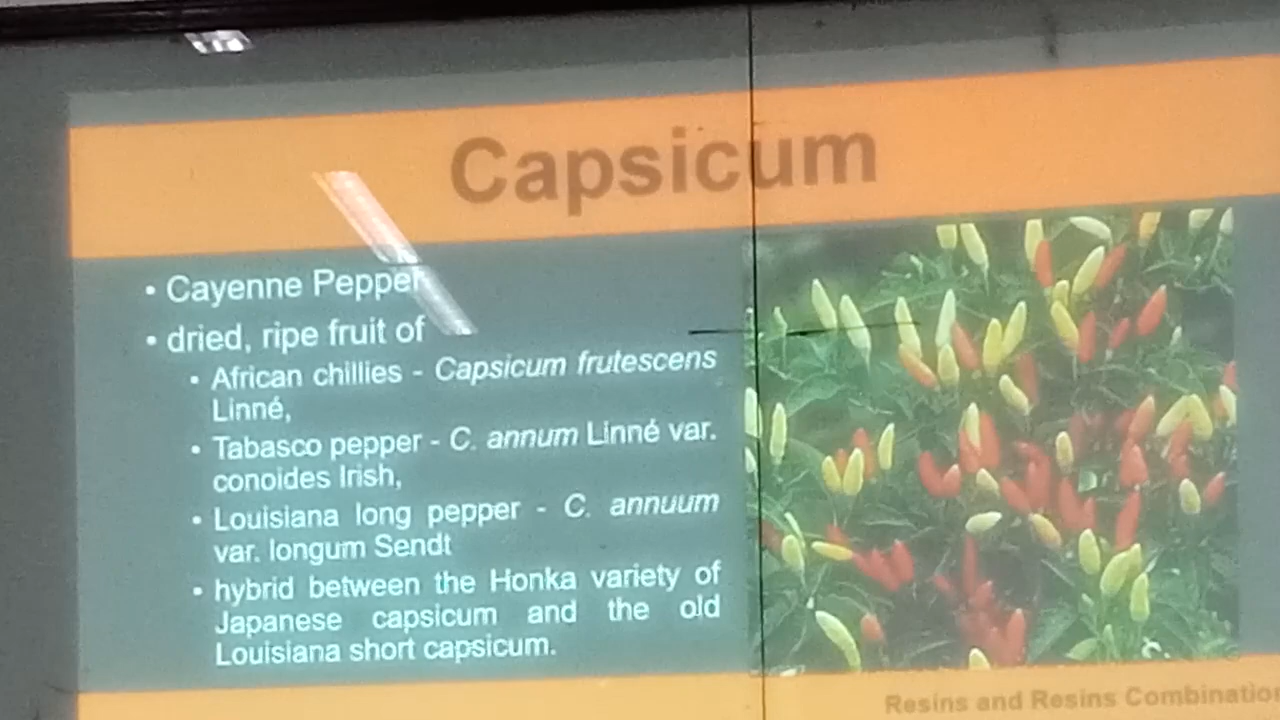 Capsicum
• Cayenne Pepper
• dried, ripe fruit of
• African chillies - Capsicum frutescens
Linné,
• Tabasco pepper - C. annum Linné var.
conoides Irish,
• Louisiana long pepper - C. annuum
var. longum Sendt
• hybrid between the Honka variety of
Japanese capsicum and the old
Louisiana short capsicum.
Resins and Resins Combination